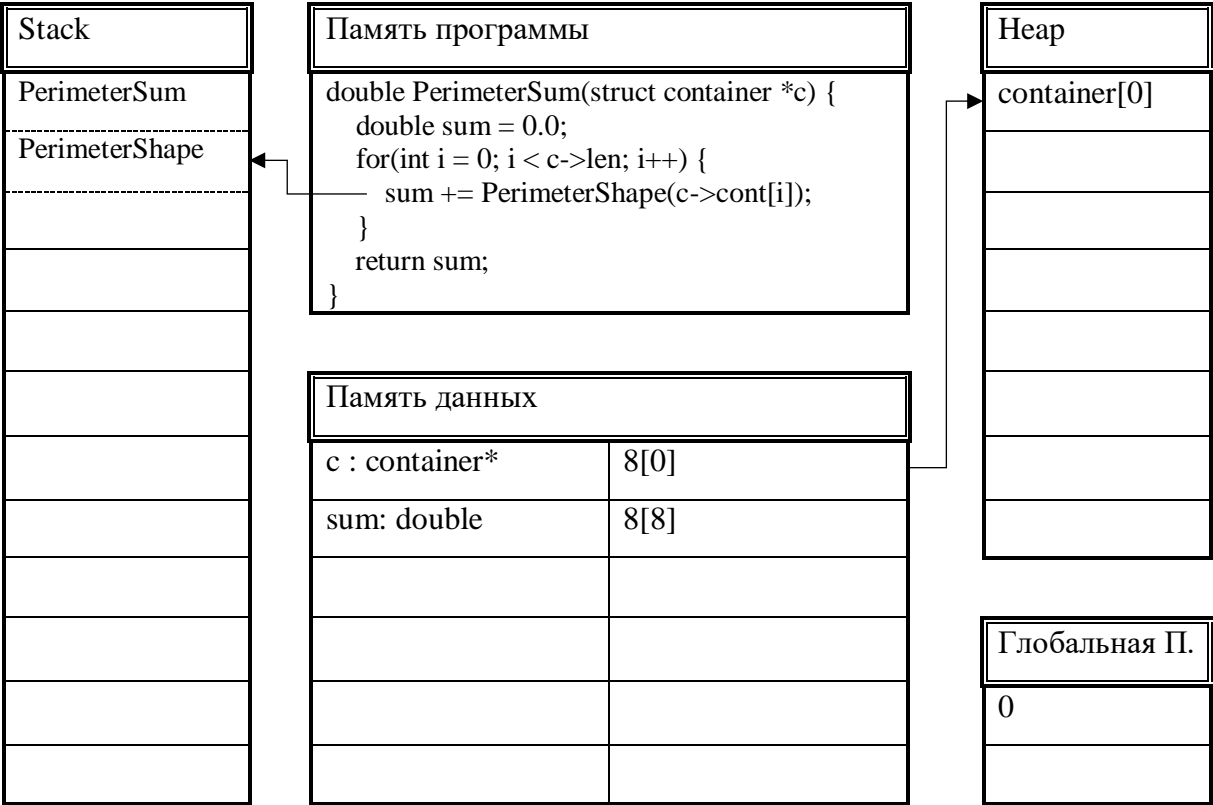 Stack
PerimeterSum
PerimeterShape
Память программы
double PerimeterSum(struct container *c) {
double sum = 0.0;
for(int i = 0; i < c->len; i++) {
sum += PerimeterShape(c->cont[i]);
}
return sum;
}
Память данных
c : container* 8[0]
sum: double 8[8]
Heap
container[0]
Глобальная П.
0